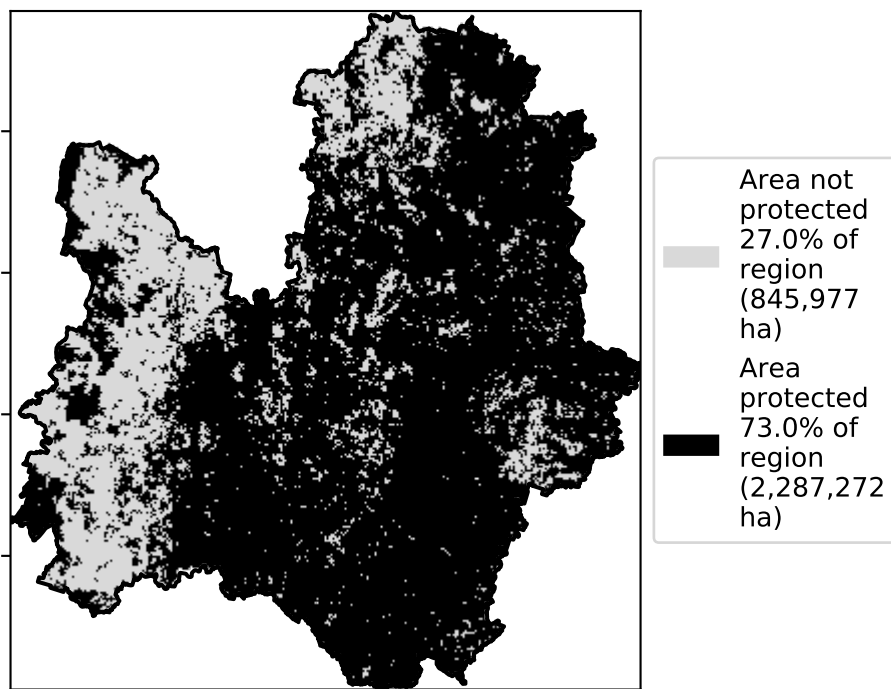 Area not
protected
27.0% of
region
(845,977
ha)
Area
protected
73.0% of
region
(2,287,272
ha)